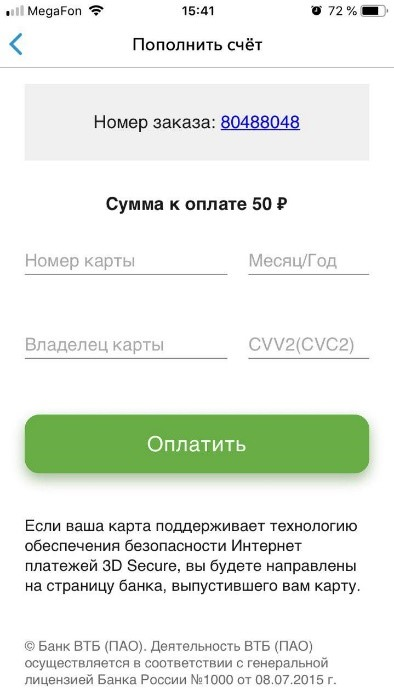 MegaFon 15:41 72 %
Пополнить счёт
Номер заказа: 80488048
Сумма к оплате 50 ₽
Номер карты Месяц/Год
Владелец карты CVV2(CVC2)
Оплатить
Если ваша карта поддерживает технологию
обеспечения безопасности Интернет
платежей 3D Secure, вы будете направлены
на страницу банка, выпустившего вам карту.
© Банк ВТБ (ПАО). Деятельность ВТБ (ПАО)
осуществляется в соответствии с генеральной
лицензией Банка России №1000 от 08.07.2015 г.